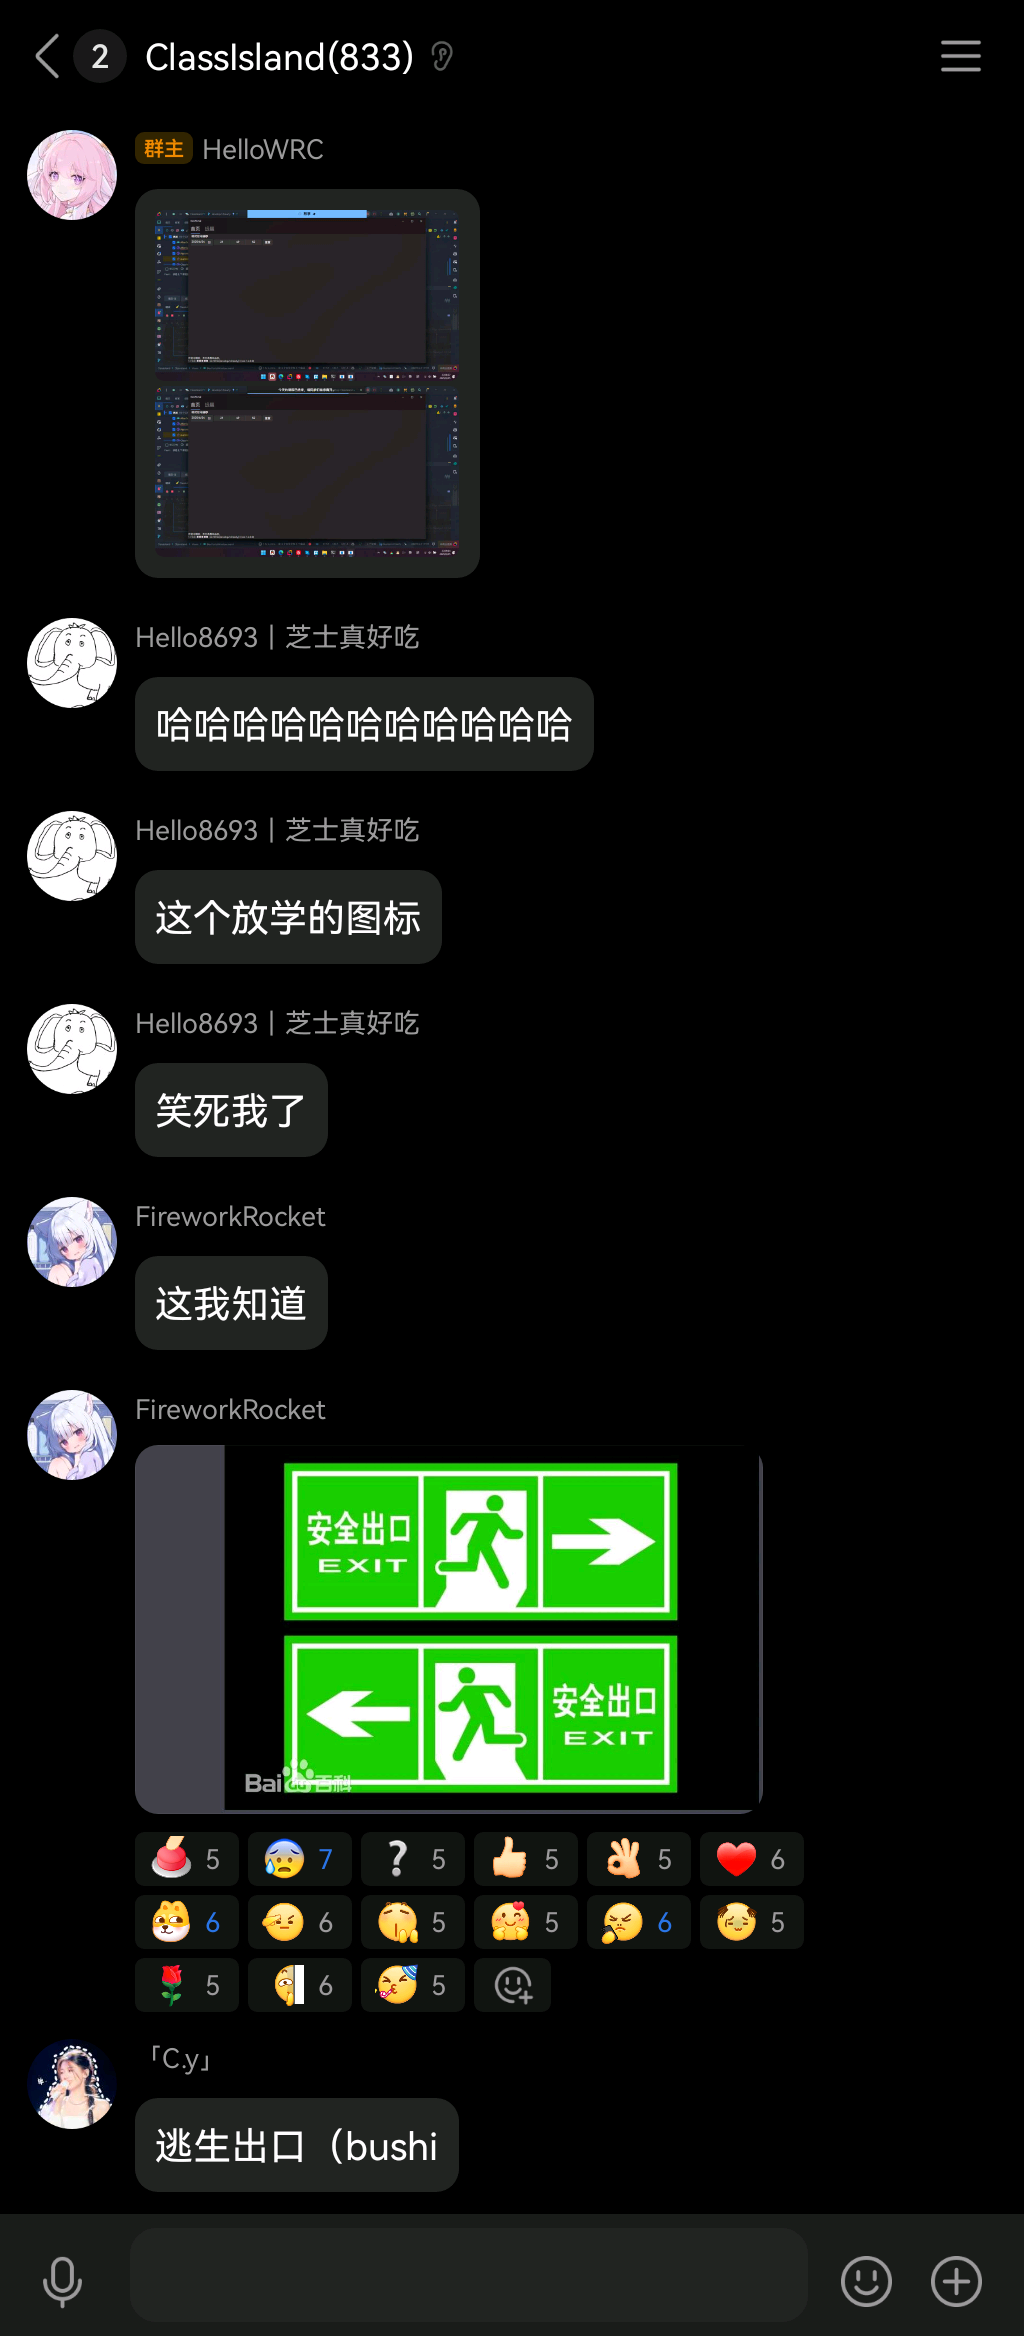 2
ClassIsland(833)
群主 HelloWRC
Hello8693丨芝士真好吃
哈哈哈哈哈哈哈哈哈哈哈
Hello8693丨芝士真好吃
这个放学的图标
Hello8693丨芝士真好吃
笑死我了
FireworkRocket
这我知道
FireworkRocket
安全出口
EXIT
安全出口
EXIT
Bai百科
5 7 5 5 5 6
6 6 5 5 6 5
5 6 5
「C.y」
逃生出口（bushi